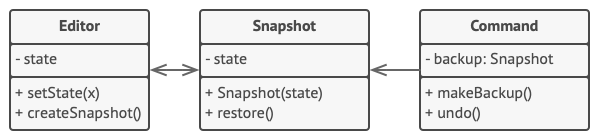 Editor
- state
+ setState(x)
+ createSnapshot()
Snapshot
- state
+ Snapshot(state)
+ restore()
Command
- backup: Snapshot
+ makeBackup()
+ undo()